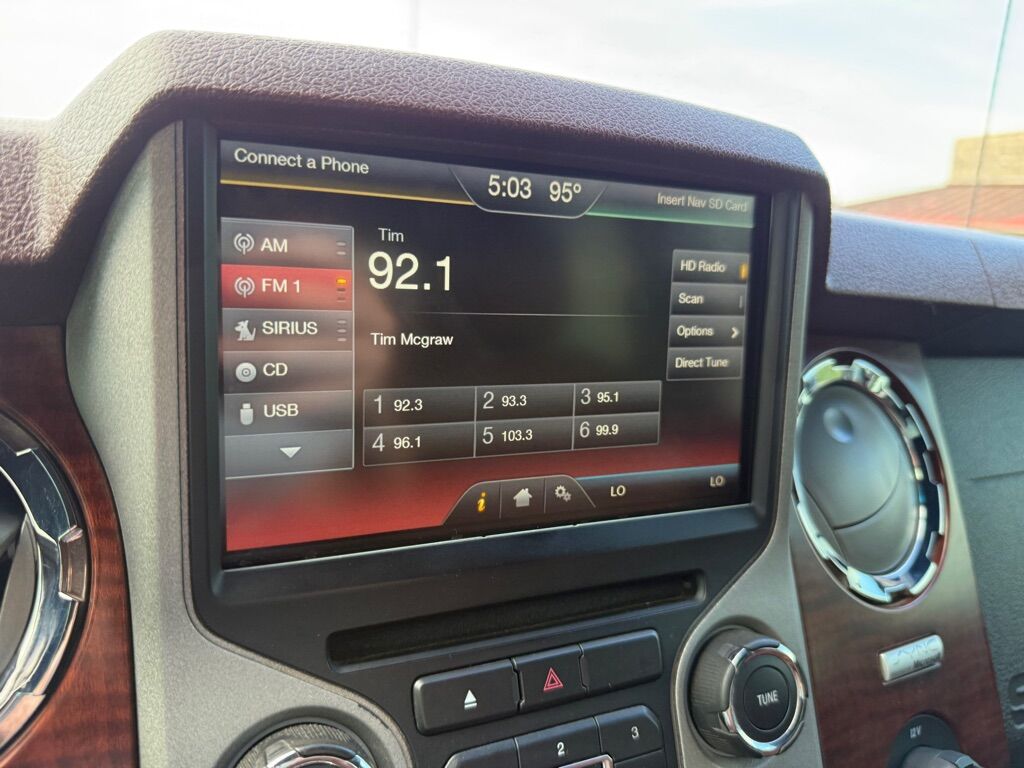 Connect a Phone
5:03 95°
Insert Nav SD Card
AM
FM 1
SIRIUS
CD
USB
Tim
92.1
Tim Mcgraw
HD Radio
Scan
Options
Direct Tune
1 92.3
2 93.3
3 95.1
4 96.1
5 103.3
6 99.9
i
LO
LO
TUNE
2
3
SONY
12V